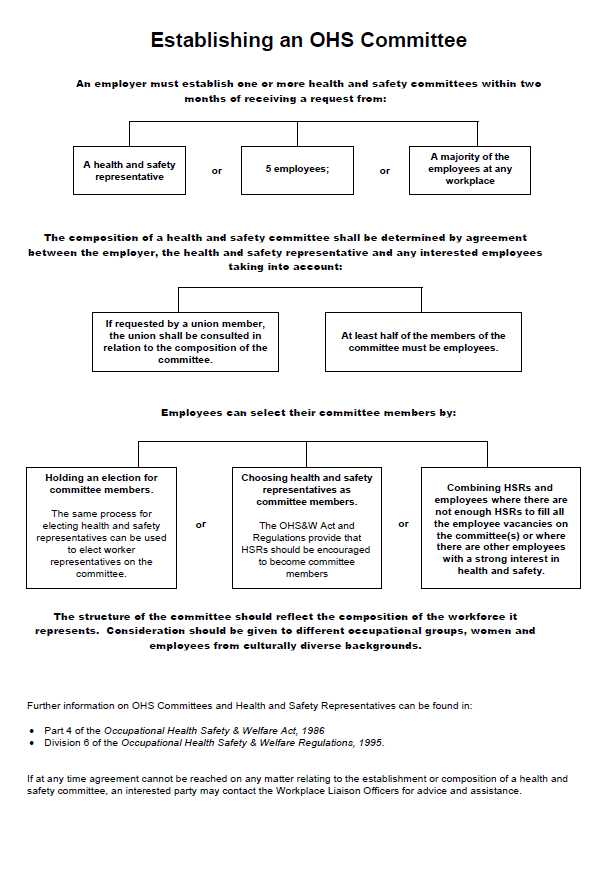 Establishing an OHS Committee
An employer must establish one or more health and safety committees within two
months of receiving a request from:
A health and safety
representative
or
5 employees;
or
A majority of the
employees at any
workplace
The composition of a health and safety committee shall be determined by agreement
between the employer, the health and safety representative and any interested employees
taking into account:
If requested by a union member,
the union shall be consulted in
relation to the composition of the
committee.
At least half of the members of the
committee must be employees.
Employees can select their committee members by:
Holding an election for
committee members.
The same process for
electing health and safety
representatives can be used
to elect worker
representatives on the
committee.
or
Choosing health and safety
representatives as
committee members.
The OHS&W Act and
Regulations provide that
HSRs should be encouraged
to become committee
members
or
Combining HSRs and
employees where there are
not enough HSRs to fill all
the employee vacancies on
the committee(s) or where
there are other employees
with a strong interest in
health and safety.
The structure of the committee should reflect the composition of the workforce it
represents.  Consideration should be given to different occupational groups, women and
employees from culturally diverse backgrounds.
Further information on OHS Committees and Health and Safety Representatives can be found in:
• Part 4 of the Occupational Health Safety & Welfare Act, 1986
• Division 6 of the Occupational Health Safety & Welfare Regulations, 1995.
If at any time agreement cannot be reached on any matter relating to the establishment or composition of a health and
safety committee, an interested party may contact the Workplace Liaison Officers for advice and assistance.